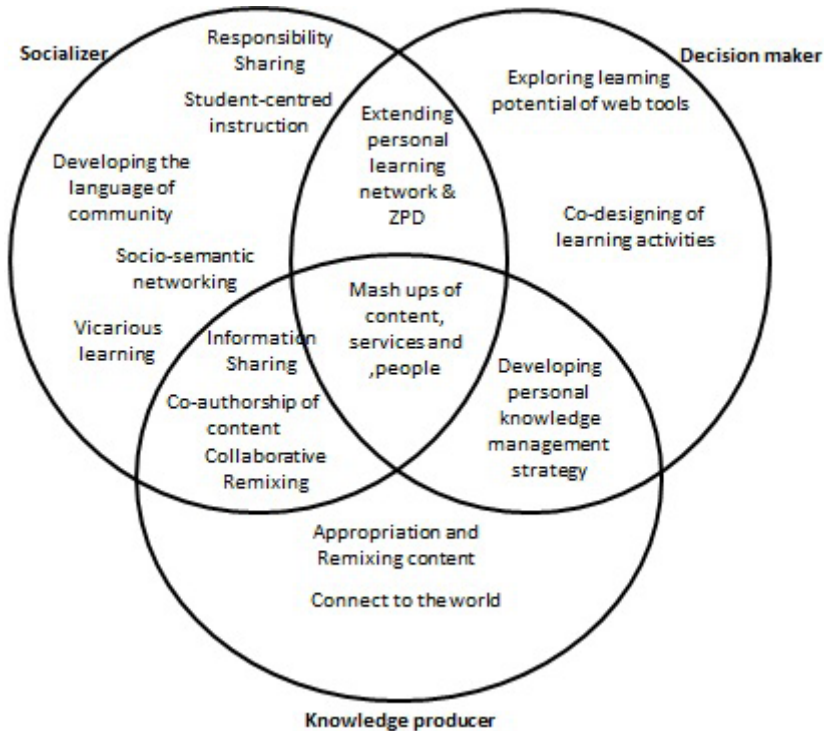 Socializer
Responsibility
Sharing
Student-centred
instruction
Developing the
language of
community
Socio-semantic
networking
Vicarious
learning
Extending
personal
learning
network &
ZPD
Decision maker
Exploring learning
potential of web tools
Co-designing of
learning activities
Mash ups of
content,
services and
,people
Information
Sharing
Co-authorship of
content
Collaborative
Remixing
Developing
personal
knowledge
management
strategy
Appropriation and
Remixing content
Connect to the world
Knowledge producer